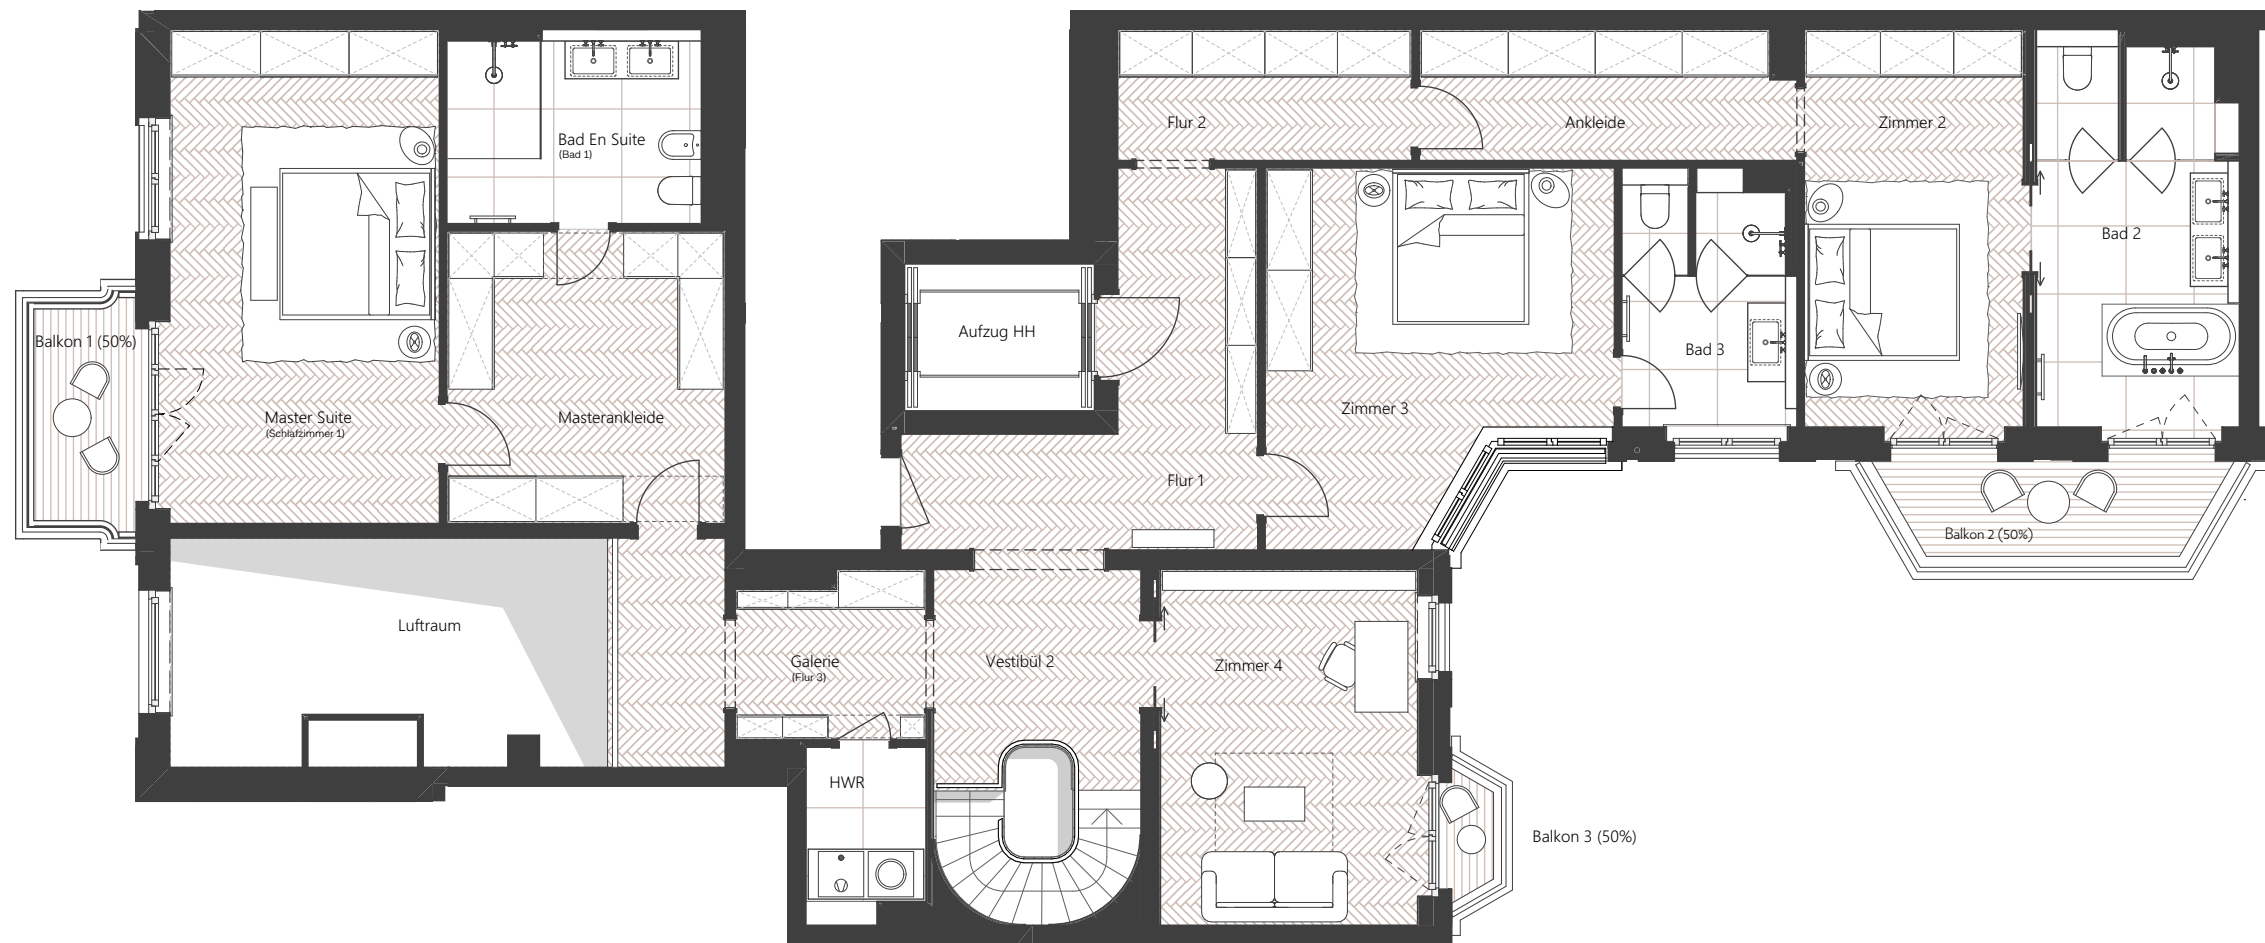 Flur 2
Ankleide
Zimmer 2
Bad En Suite
(Bad 1)
Bad 2
Aufzug HH
Balkon 1 (50%)
Bad 3
Zimmer 3
Master Suite
(Schlafzimmer 1)
Masterankleide
Flur 1
Balkon 2 (50%)
Luftraum
Galerie
(Flur 3)
Vestibül 2
Zimmer 4
HWR
Balkon 3 (50%)